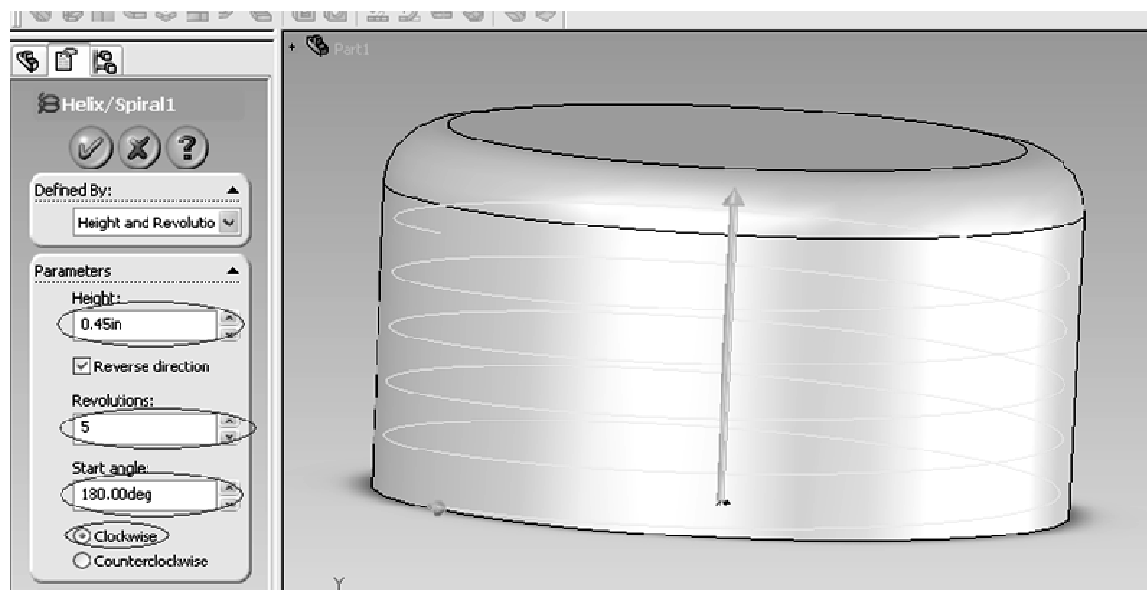 Part1
Helix/Spiral1
?
Defined By:
Height and Revolutio
Parameters
Height:
0.45in
Reverse direction
Revolutions:
5
Start angle:
180.00deg
Clockwise
Counterclockwise
Y